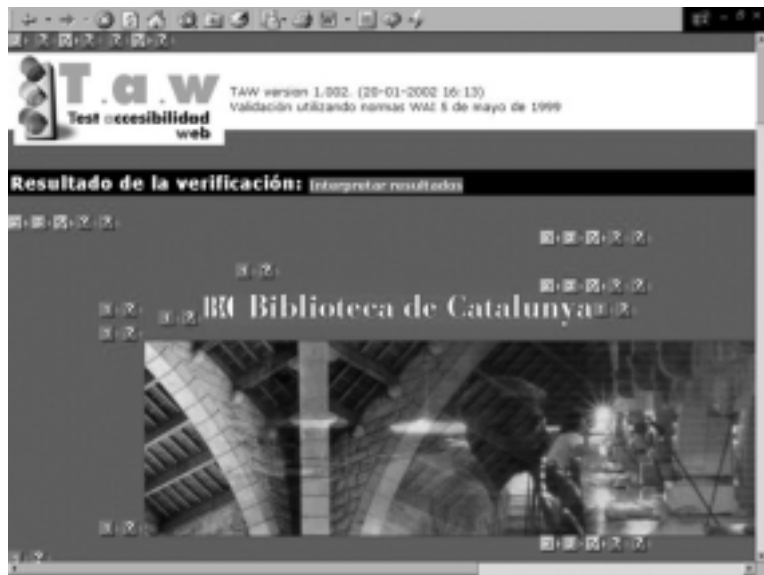 T.a.w
Test accesibilidad
web
TAW version 1.002. (20-01-2002 16:13)
Validación utilizando normas WAI 5 de mayo de 1999
Resultado de la verificación: Interpretar resultados
Biblioteca de Catalunya